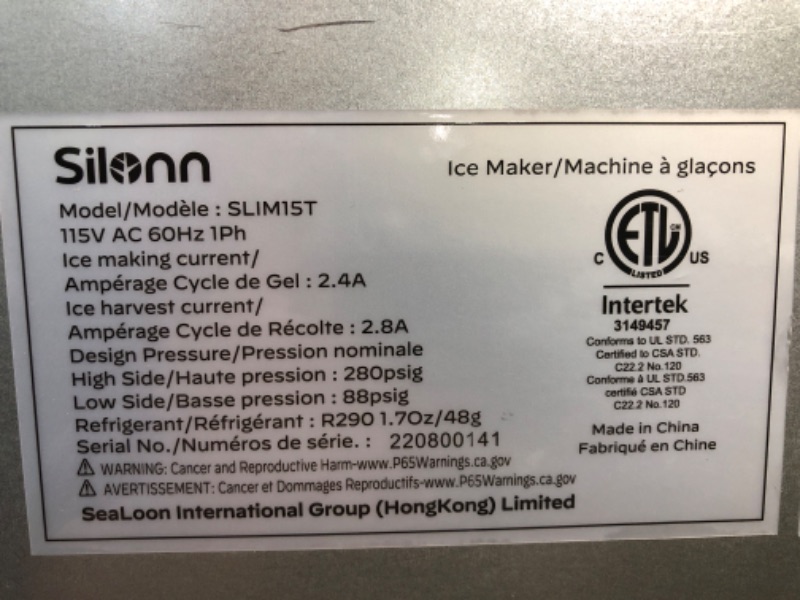 Silonn
Ice Maker/Machine à glaçons
Model/Modèle : SLIM15T
115V AC 60Hz 1Ph
Ice making current/
Ampérage Cycle de Gel : 2.4A
Ice harvest current/
Ampérage Cycle de Récolte : 2.8A
Design Pressure/Pression nominale
High Side/Haute pression : 280psig
Low Side/Basse pression : 88psig
Refrigerant/Réfrigérant : R290 1.7Oz/48g
Serial No./Numéros de série. : 220800141
⚠ WARNING: Cancer and Reproductive Harm-www.P65Warnings.ca.gov
⚠ AVERTISSEMENT: Cancer et Dommages Reproductifs-www.P65Warnings.ca.gov
SeaLoon International Group (HongKong) Limited
ETL CM
C US
LISTED
Intertek
3149457
Conforms to UL STD. 563
Certified to CSA STD.
C22.2 No.120
Conforme à UL STD.563
certifié CSA STD
C22.2 No.120
Made in China
Fabriqué en Chine